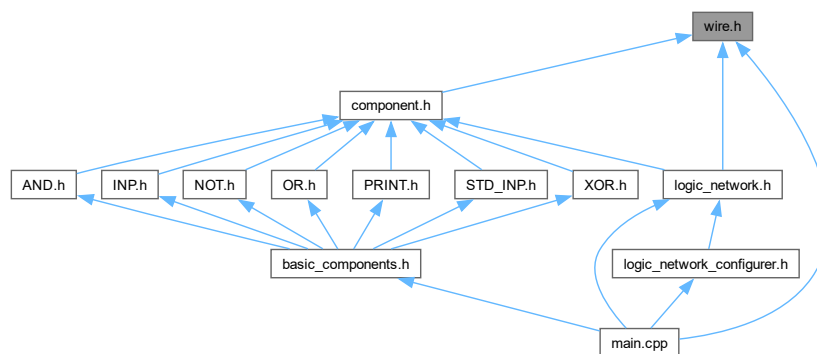 wire.h
component.h
AND.h
INP.h
NOT.h
OR.h
PRINT.h
STD_INP.h
XOR.h
logic_network.h
basic_components.h
logic_network_configurer.h
main.cpp